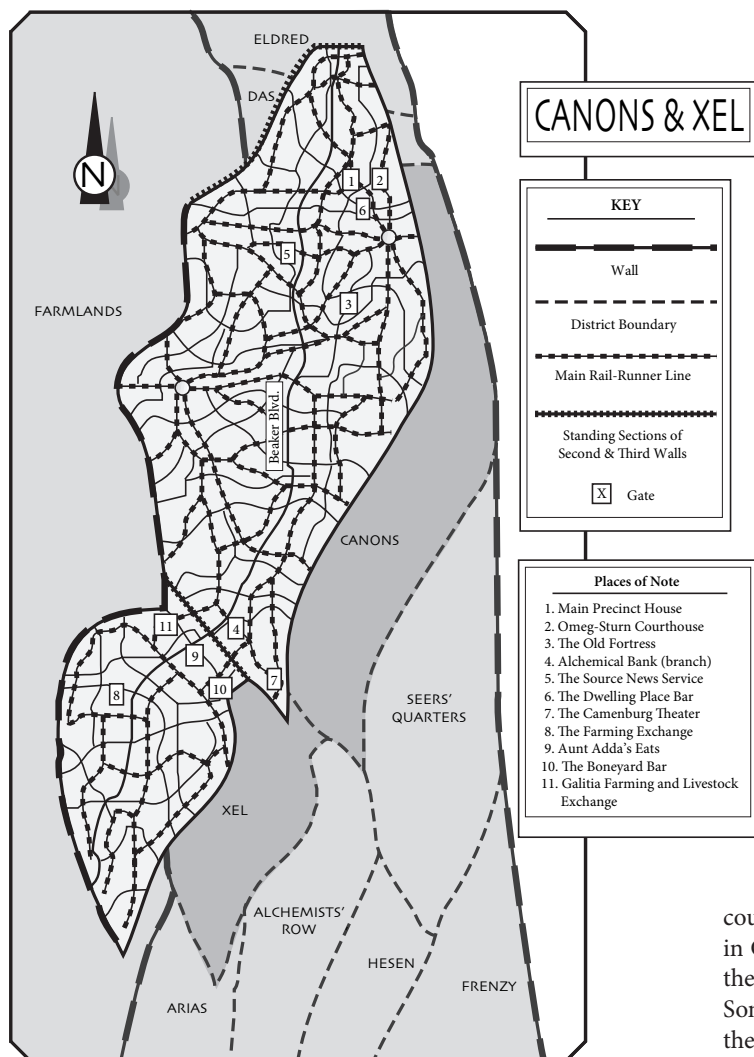 ELDRED
DAS
N
1
2
6
5
3
FARMLANDS
Beaker Blvd.
CANONS
11
4
9
10
7
8
SEERS'
QUARTERS
XEL
ALCHEMISTS'
ROW
HESEN
FRENZY
ARIAS
CANONS & XEL
KEY
Wall
District Boundary
Main Rail-Runner Line
Standing Sections of
Second & Third Walls
X Gate
Places of Note
1. Main Precinct House
2. Omeg-Sturn Courthouse
3. The Old Fortress
4. Alchemical Bank (branch)
5. The Source News Service
6. The Dwelling Place Bar
7. The Camenburg Theater
8. The Farming Exchange
9. Aunt Adda's Eats
10. The Boneyard Bar
11. Galitia Farming and Livestock
Exchange
in
the
the